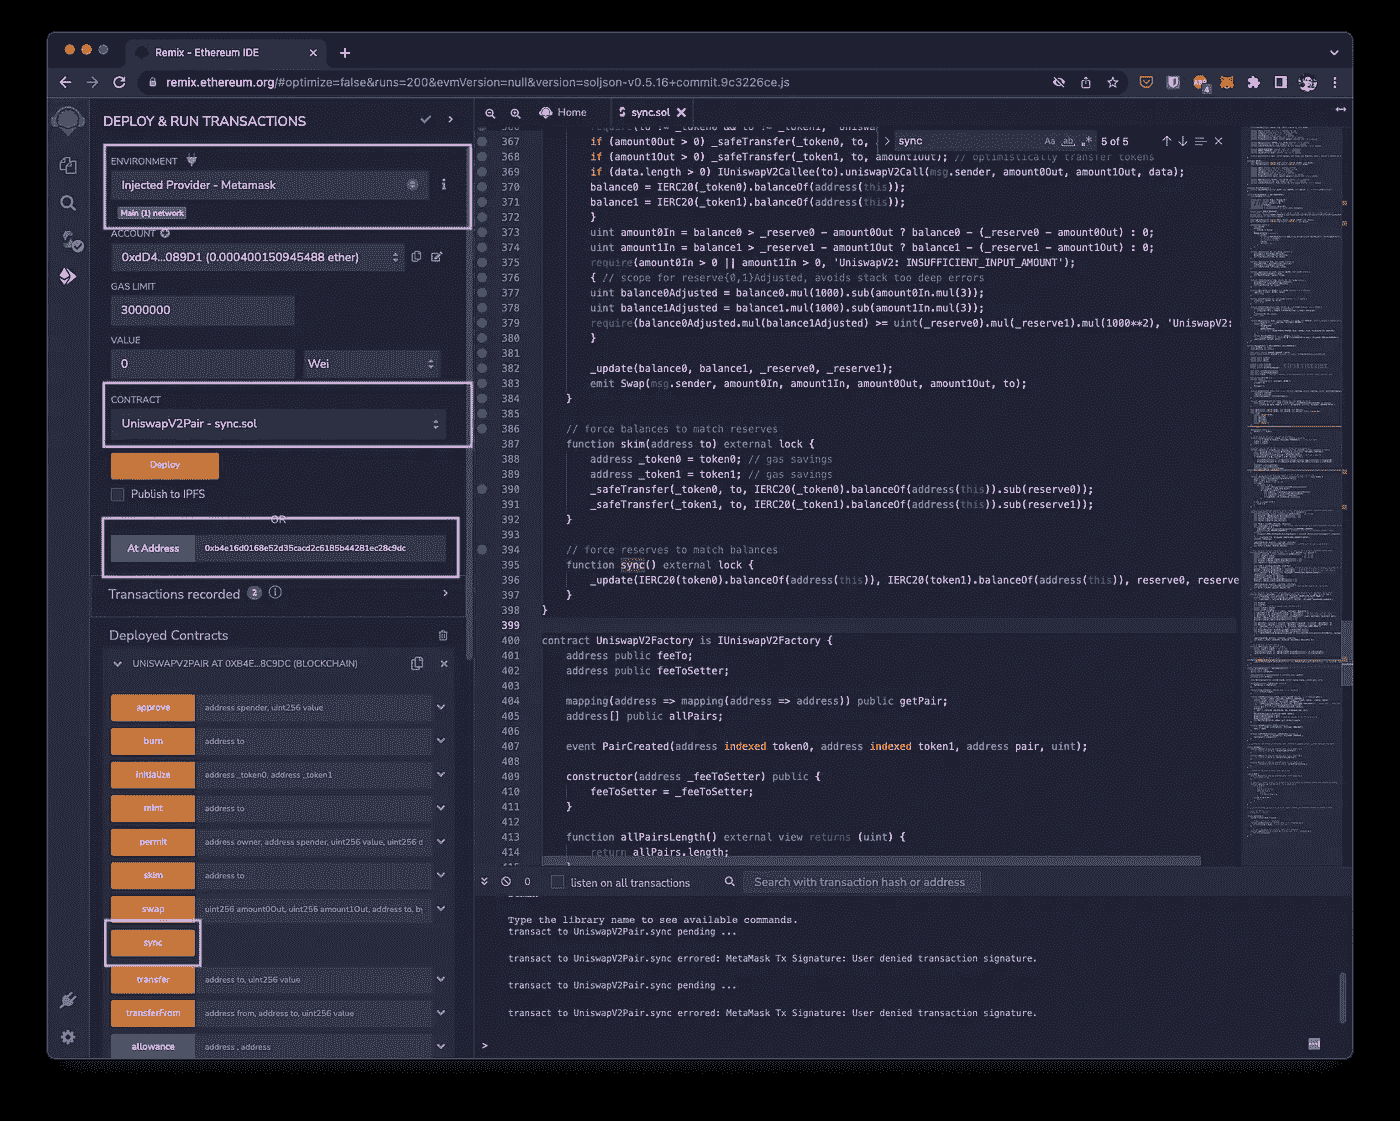 Remix - Ethereum IDE
remix.ethereum.org/#optimize=false&runs=200&evmVersion=null&version=soljson-v0.5.16+commit.9c3226ce.js
4
DEPLOY & RUN TRANSACTIONS
ENVIRONMENT
Injected Provider - Metamask
Main (1) network
ACCOUNT
0xdD4...089D1 (0.000400150945488 ether)
GAS LIMIT
3000000
VALUE
0
Wei
CONTRACT
UniswapV2Pair - sync.sol
Deploy
Publish to IPFS
OR
At Address
0xb4e16d0168e52d35cacd2c6185b44281ec28c9dc
Transactions recorded 2
Deployed Contracts
UNISWAPV2PAIR AT 0XB4E...8C9DC (BLOCKCHAIN)
approve address spender, uint256 value
burn address to
initialize address _token0, address _token1
mint address to
permit address owner, address spender, uint256 value, uint256 d
skim address to
swap uint256 amount0Out, uint256 amount1Out, address to, by
sync
transfer address to, uint256 value
transferFrom address from, address to, uint256 value
allowance address , address
Home
sync.sol
sync
Aa ab .* 5 of 5
367 if (amount0Out > 0) _safeTransfer(_token0, to,
368 if (amount1Out > 0) _safeTransfer(_token1, to, amount1Out); // optimistically transfer tokens
369 if (data.length > 0) IUniswapV2Callee(to).uniswapV2Call(msg.sender, amount0Out, amount1Out, data);
370 balance0 = IERC20(_token0).balanceOf(address(this));
371 balance1 = IERC20(_token1).balanceOf(address(this));
372 }
373 uint amount0In = balance0 > _reserve0 - amount0Out ? balance0 - (_reserve0 - amount0Out) : 0;
374 uint amount1In = balance1 > _reserve1 - amount1Out ? balance1 - (_reserve1 - amount1Out) : 0;
375 require(amount0In > 0 || amount1In > 0, 'UniswapV2: INSUFFICIENT_INPUT_AMOUNT');
376 { // scope for reserve{0,1}Adjusted, avoids stack too deep errors
377 uint balance0Adjusted = balance0.mul(1000).sub(amount0In.mul(3));
378 uint balance1Adjusted = balance1.mul(1000).sub(amount1In.mul(3));
379 require(balance0Adjusted.mul(balance1Adjusted) >= uint(_reserve0).mul(_reserve1).mul(1000**2), 'UniswapV2:
380 }
381
382 _update(balance0, balance1, _reserve0, _reserve1);
383 emit Swap(msg.sender, amount0In, amount1In, amount0Out, amount1Out, to);
384 }
385
386 // force balances to match reserves
387 function skim(address to) external lock {
388 address _token0 = token0; // gas savings
389 address _token1 = token1; // gas savings
390 _safeTransfer(_token0, to, IERC20(_token0).balanceOf(address(this)).sub(reserve0));
391 _safeTransfer(_token1, to, IERC20(_token1).balanceOf(address(this)).sub(reserve1));
392 }
393
394 // force reserves to match balances
395 function sync() external lock {
396 _update(IERC20(token0).balanceOf(address(this)), IERC20(token1).balanceOf(address(this)), reserve0, reserve
397 }
398 }
399
400 contract UniswapV2Factory is IUniswapV2Factory {
401 address public feeTo;
402 address public feeToSetter;
403
404 mapping(address => mapping(address => address)) public getPair;
405 address[] public allPairs;
406
407 event PairCreated(address indexed token0, address indexed token1, address pair, uint);
408
409 constructor(address _feeToSetter) public {
410 feeToSetter = _feeToSetter;
411 }
412
413 function allPairsLength() external view returns (uint) {
414 return allPairs.length;
0
listen on all transactions
Search with transaction hash or address
Type the library name to see available commands.
transact to UniswapV2Pair.sync pending ...
transact to UniswapV2Pair.sync errored: MetaMask Tx Signature: User denied transaction signature.
transact to UniswapV2Pair.sync pending ...
transact to UniswapV2Pair.sync errored: MetaMask Tx Signature: User denied transaction signature.
>